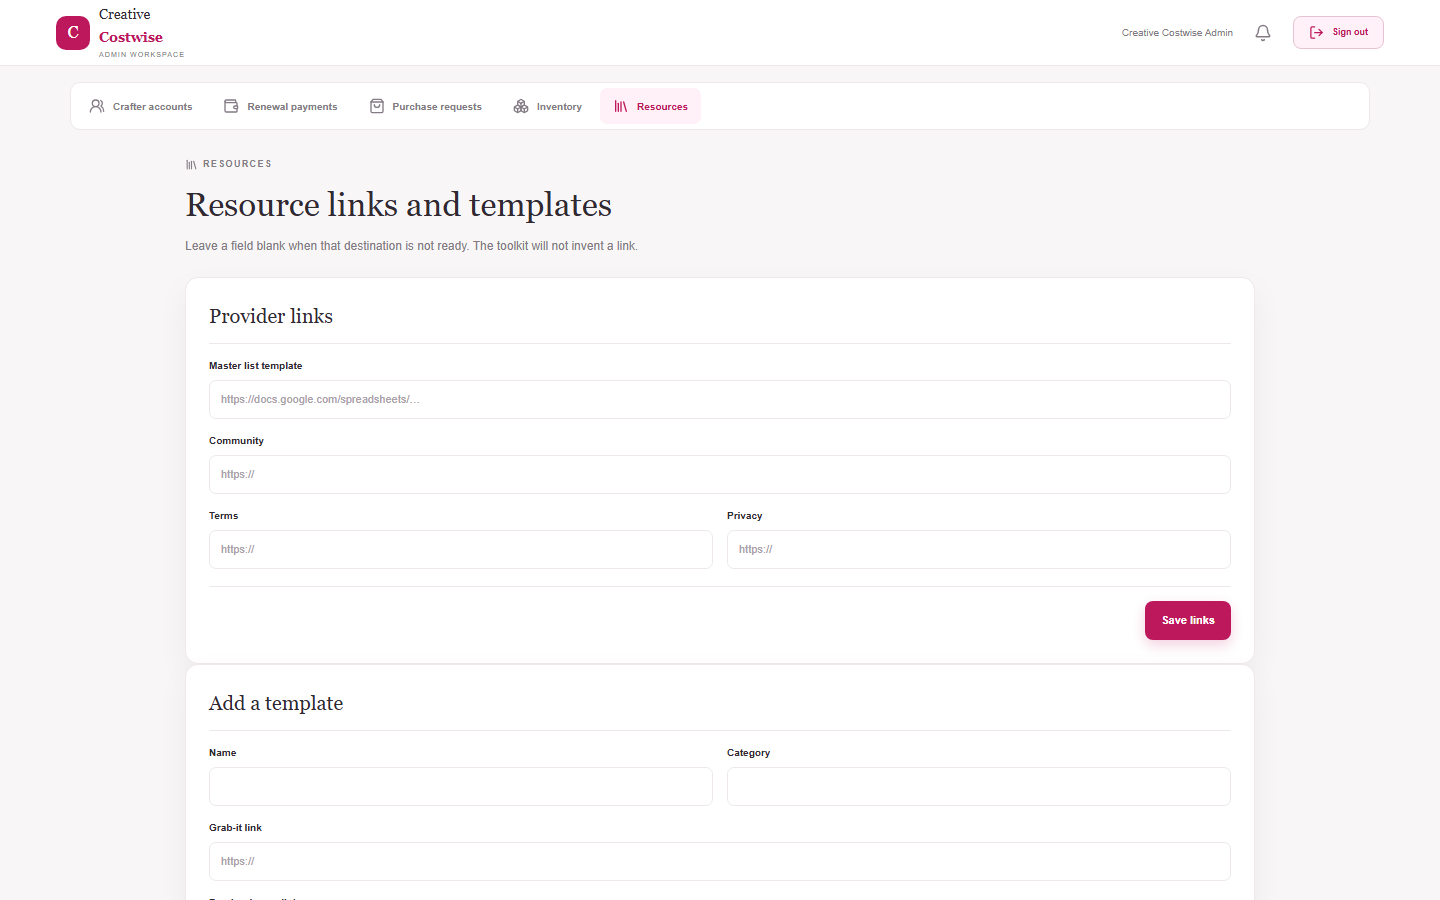 C
Creative
Costwise
ADMIN WORKSPACE
Creative Costwise Admin
Sign out
Crafter accounts
Renewal payments
Purchase requests
Inventory
Resources
RESOURCES
Resource links and templates
Leave a field blank when that destination is not ready. The toolkit will not invent a link.
Provider links
Master list template
https://docs.google.com/spreadsheets/...
Community
https://
Terms
Privacy
https://
https://
Save links
Add a template
Name
Category
Grab-it link
https://